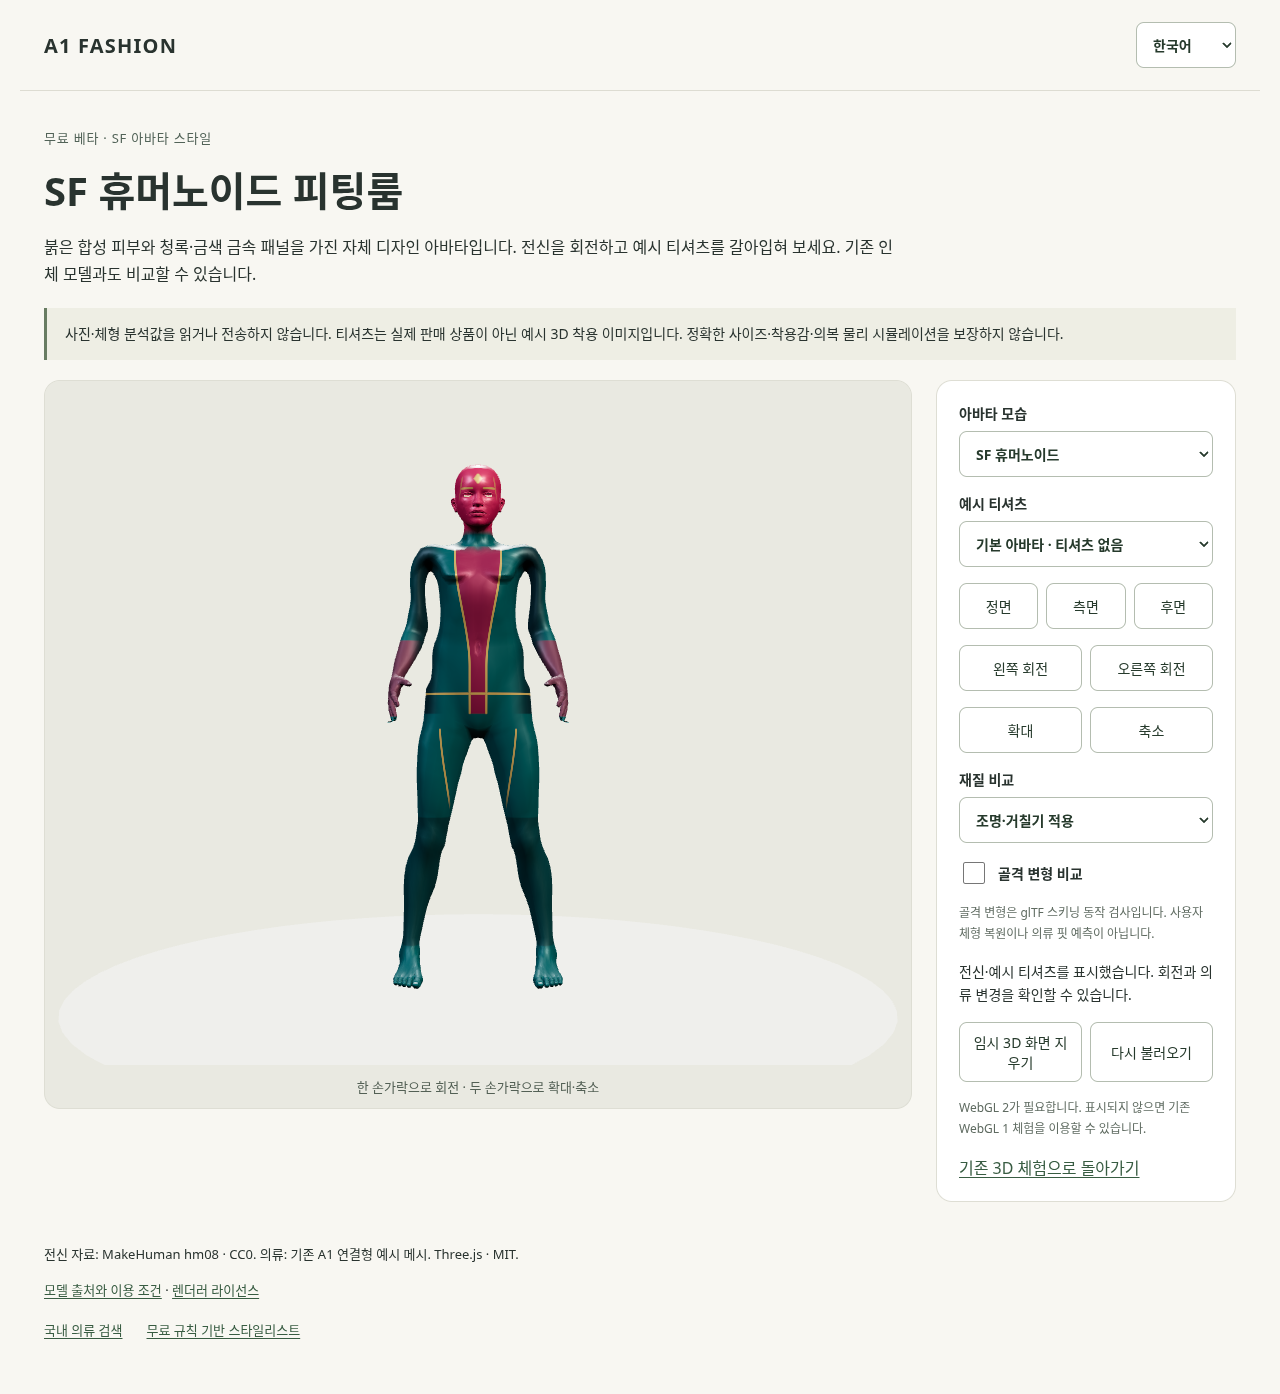 A1 FASHION
한국어
무료 베타 · SF 아바타 스타일
SF 휴머노이드 피팅룸
붉은 합성 피부와 청록·금색 금속 패널을 가진 자체 디자인 아바타입니다. 전신을 회전하고 예시 티셔츠를 갈아입혀 보세요. 기존 인
체 모델과도 비교할 수 있습니다.
사진·체형 분석값을 읽거나 전송하지 않습니다. 티셔츠는 실제 판매 상품이 아닌 예시 3D 착용 이미지입니다. 정확한 사이즈·착용감·의복 물리 시뮬레이션을 보장하지 않습니다.
한 손가락으로 회전 · 두 손가락으로 확대·축소
아바타 모습
SF 휴머노이드
예시 티셔츠
기본 아바타 · 티셔츠 없음
정면 측면 후면
왼쪽 회전 오른쪽 회전
확대 축소
재질 비교
조명·거칠기 적용
골격 변형 비교
골격 변형은 glTF 스키닝 동작 검사입니다. 사용자
체형 복원이나 의류 핏 예측이 아닙니다.
전신·예시 티셔츠를 표시했습니다. 회전과 의
류 변경을 확인할 수 있습니다.
임시 3D 화면 지
우기
다시 불러오기
WebGL 2가 필요합니다. 표시되지 않으면 기존
WebGL 1 체험을 이용할 수 있습니다.
기존 3D 체험으로 돌아가기
전신 자료: MakeHuman hm08 · CC0. 의류: 기존 A1 연결형 예시 메시. Three.js · MIT.
모델 출처와 이용 조건 · 렌더러 라이선스
국내 의류 검색 무료 규칙 기반 스타일리스트